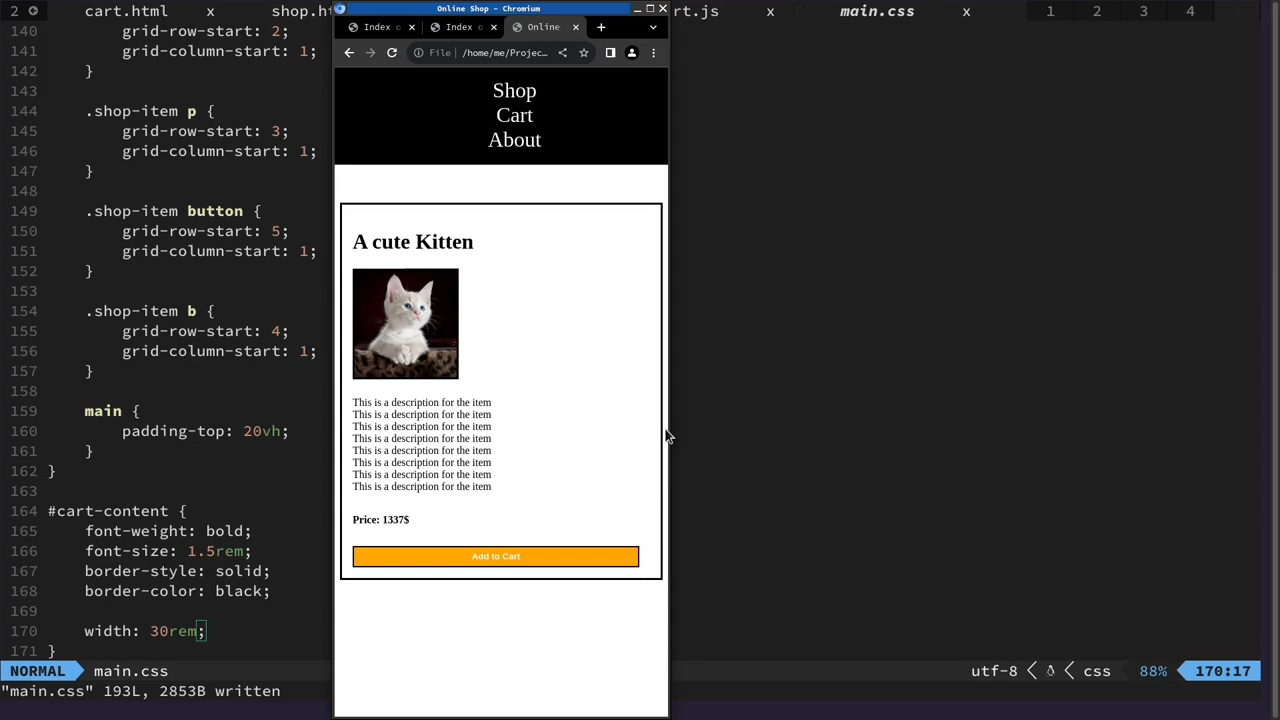 2 cart.html x shop.ht
rt.js x main.css x 1 2 3 4 5
140 grid-row-start: 2;
141 grid-column-start: 1;
142 }
143
144 .shop-item p {
145 grid-row-start: 3;
146 grid-column-start: 1;
147 }
148
149 .shop-item button {
150 grid-row-start: 5;
151 grid-column-start: 1;
152 }
153
154 .shop-item b {
155 grid-row-start: 4;
156 grid-column-start: 1;
157 }
158
159 main {
160 padding-top: 20vh;
161 }
162 }
163
164 #cart-content {
165 font-weight: bold;
166 font-size: 1.5rem;
167 border-style: solid;
168 border-color: black;
169
170 width: 30rem;
171 }
NORMAL main.css
utf-8 css 88% 170:17
"main.css" 193L, 2853B written
Online Shop - Chromium
Index o Index o Online
File /home/me/Projec...
Shop
Cart
About
A cute Kitten
This is a description for the item
This is a description for the item
This is a description for the item
This is a description for the item
This is a description for the item
This is a description for the item
This is a description for the item
This is a description for the item
Price: 1337$
Add to Cart